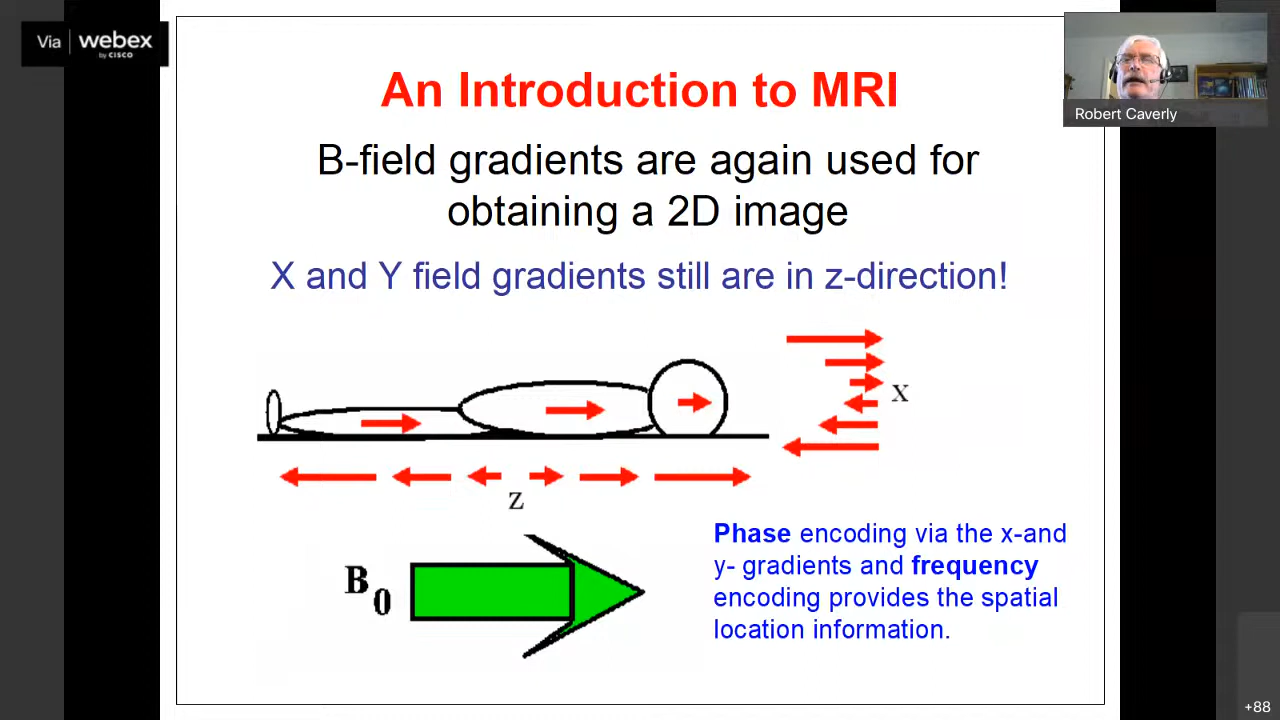 Via webex
by CISCO
An Introduction to MRI
Robert Caverly
B-field gradients are again used for
obtaining a 2D image
X and Y field gradients still are in z-direction!
x
z
B0
Phase encoding via the x-and
y- gradients and frequency
encoding provides the spatial
location information.
+88